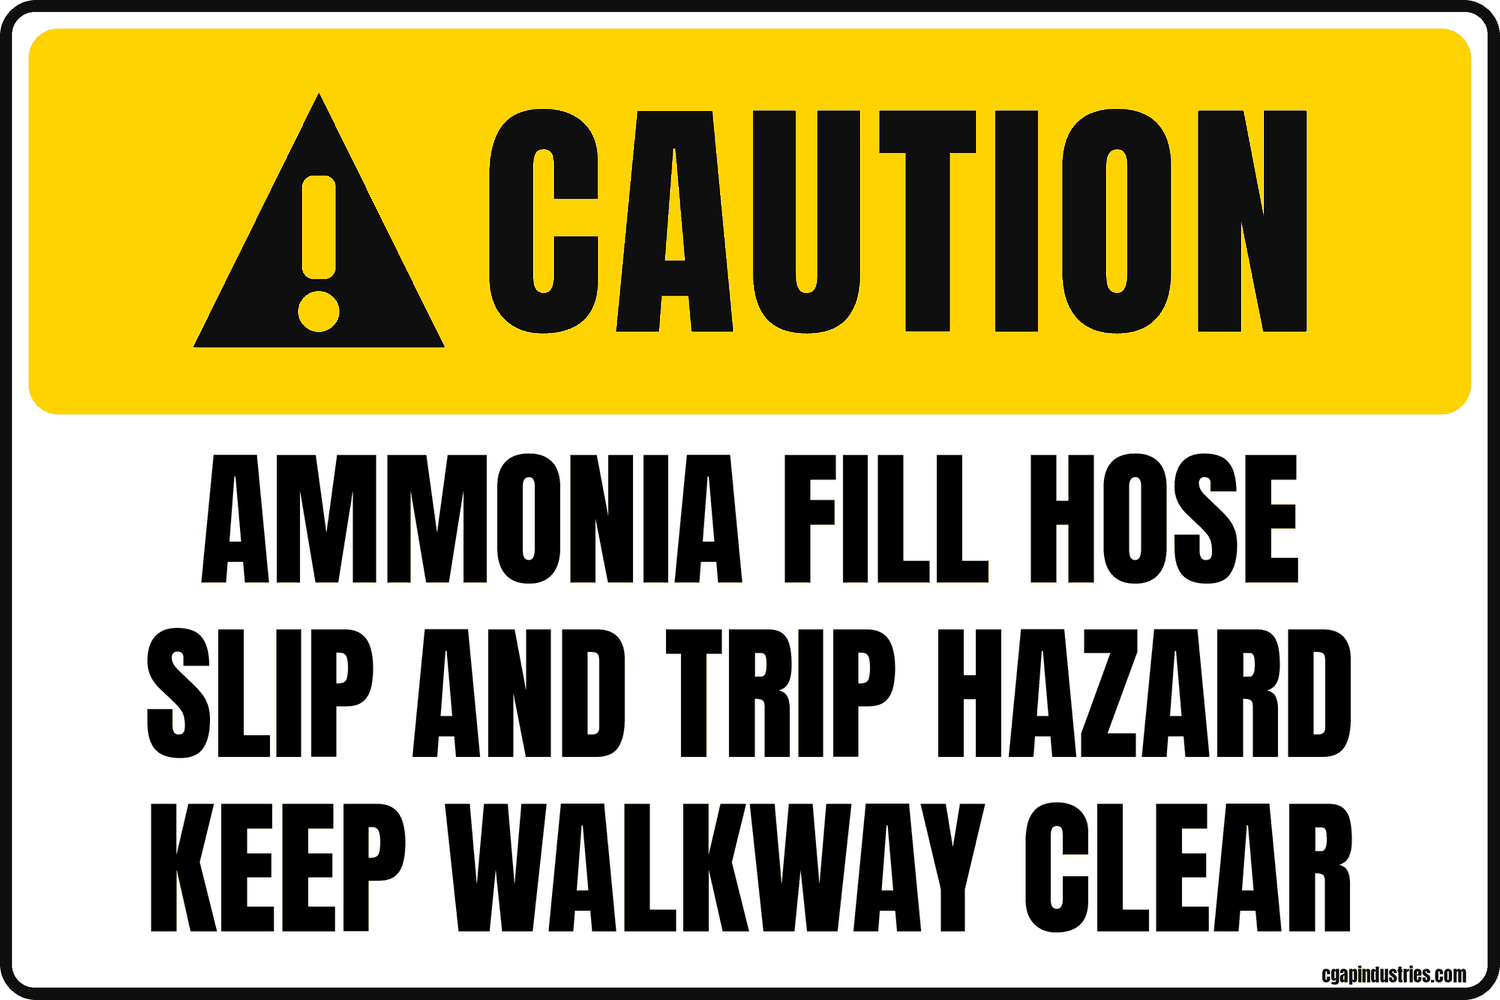 CAUTION
AMMONIA FILL HOSE
SLIP AND TRIP HAZARD
KEEP WALKWAY CLEAR
cgapindustries.com